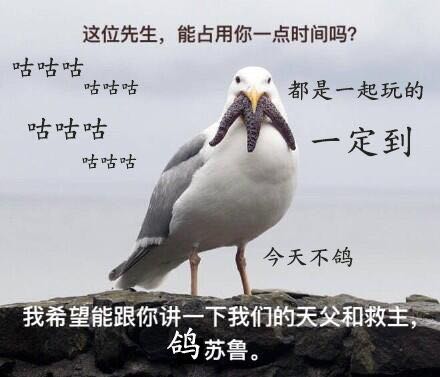 这位先生，能占用你一点时间吗？
咕咕咕
咕咕咕
都是一起玩的
咕咕咕
一定到
咕咕咕
今天不鸽
我希望能跟你讲一下我们的天父和救主，
鸽苏鲁。